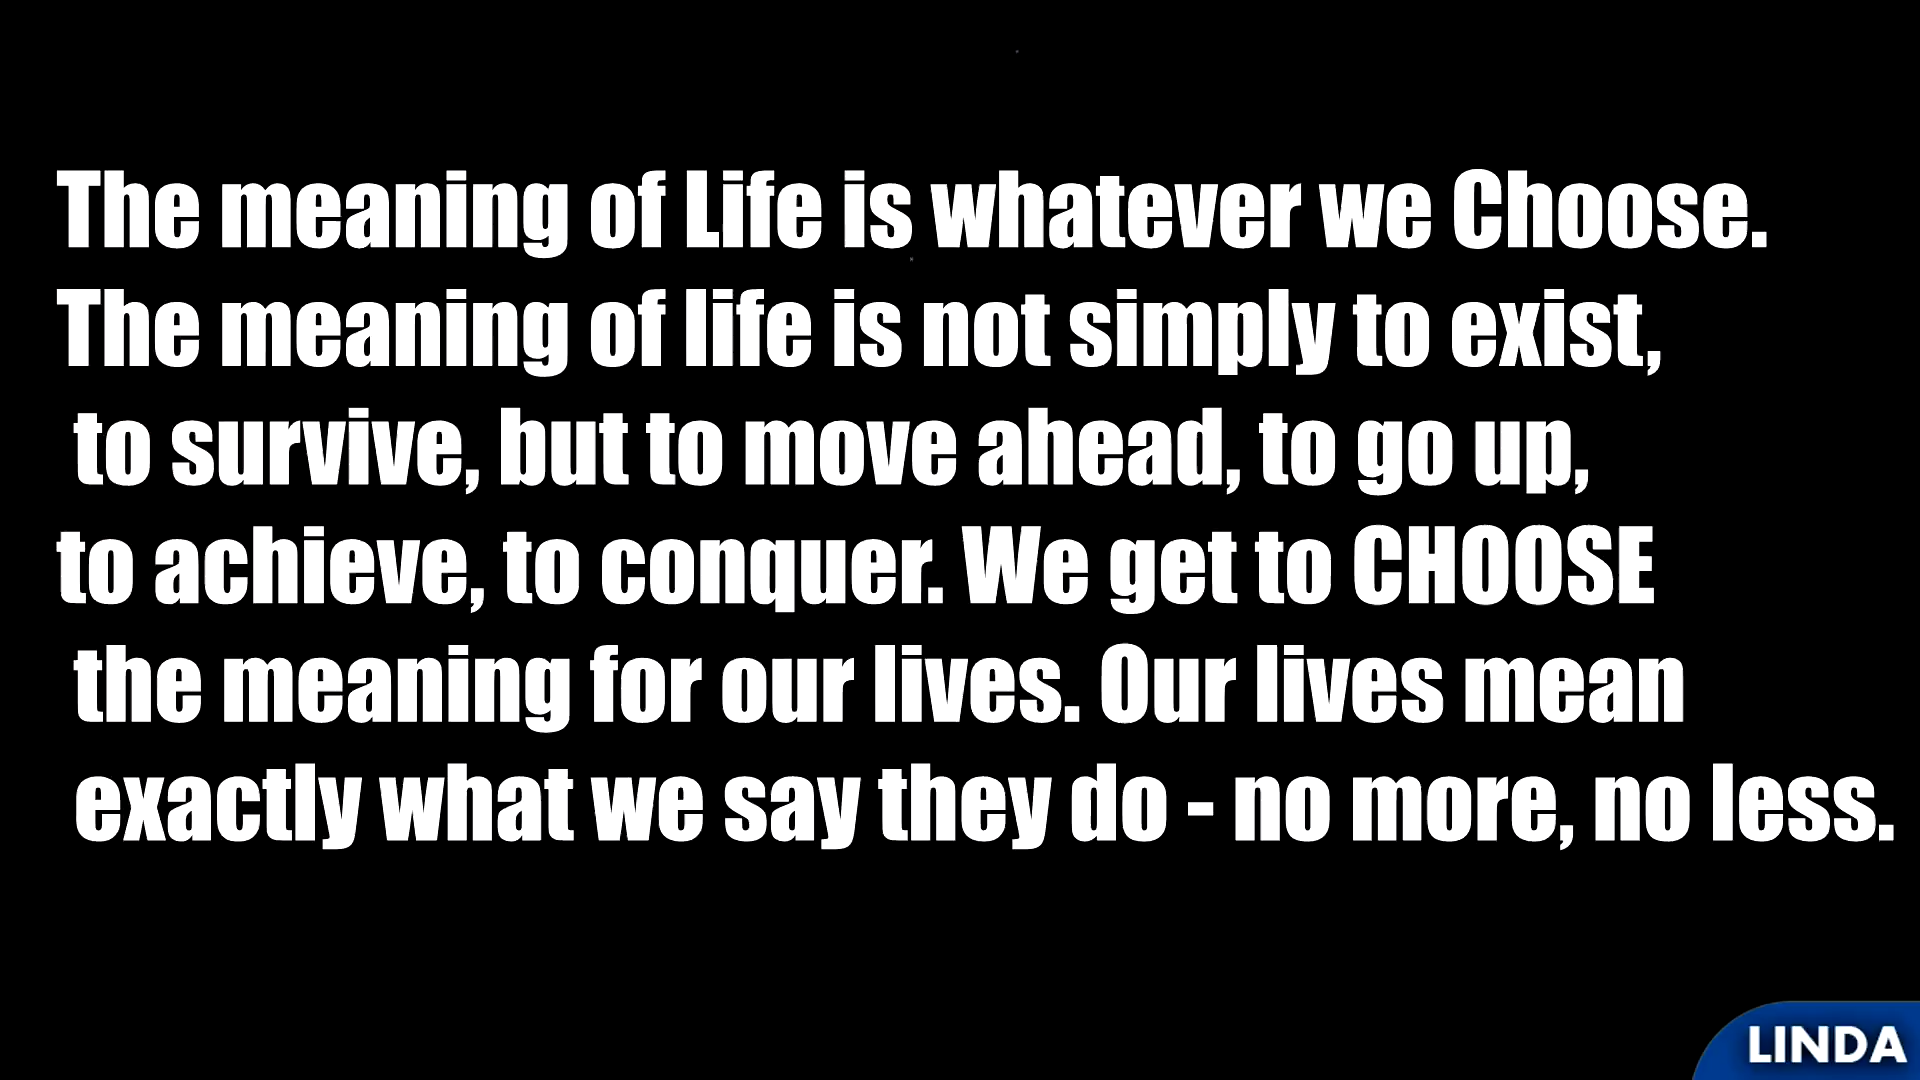 The meaning of Life is whatever we Choose.
The meaning of life is not simply to exist,
to survive, but to move ahead, to go up,
to achieve, to conquer. We get to CHOOSE
the meaning for our lives. Our lives mean
exactly what we say they do - no more, no less.
LINDA